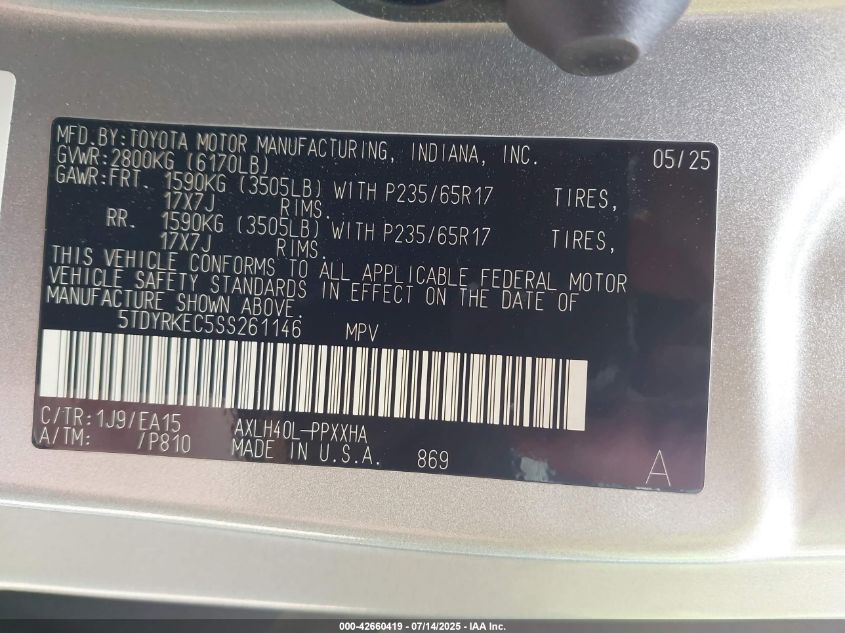 MFD.BY:TOYOTA MOTOR MANUFACTURING, INDIANA, INC. 05/25
GVWR:2800KG (6170LB)
GAWR:FRT. 1590KG (3505LB) WITH P235/65R17 TIRES,
17X7J RIMS.
RR. 1590KG (3505LB) WITH P235/65R17 TIRES,
17X7J RIMS.
THIS VEHICLE CONFORMS TO ALL APPLICABLE FEDERAL MOTOR
VEHICLE SAFETY STANDARDS IN EFFECT ON THE DATE OF
MANUFACTURE SHOWN ABOVE.
5TDYRKEC5SS261146 MPV
C/TR:1J9/EA15 AXLH40L-PPXXHA
A/TM: /P810 MADE IN U.S.A. 869 A
000-42660419 - 07/14/2025 - IAA Inc.